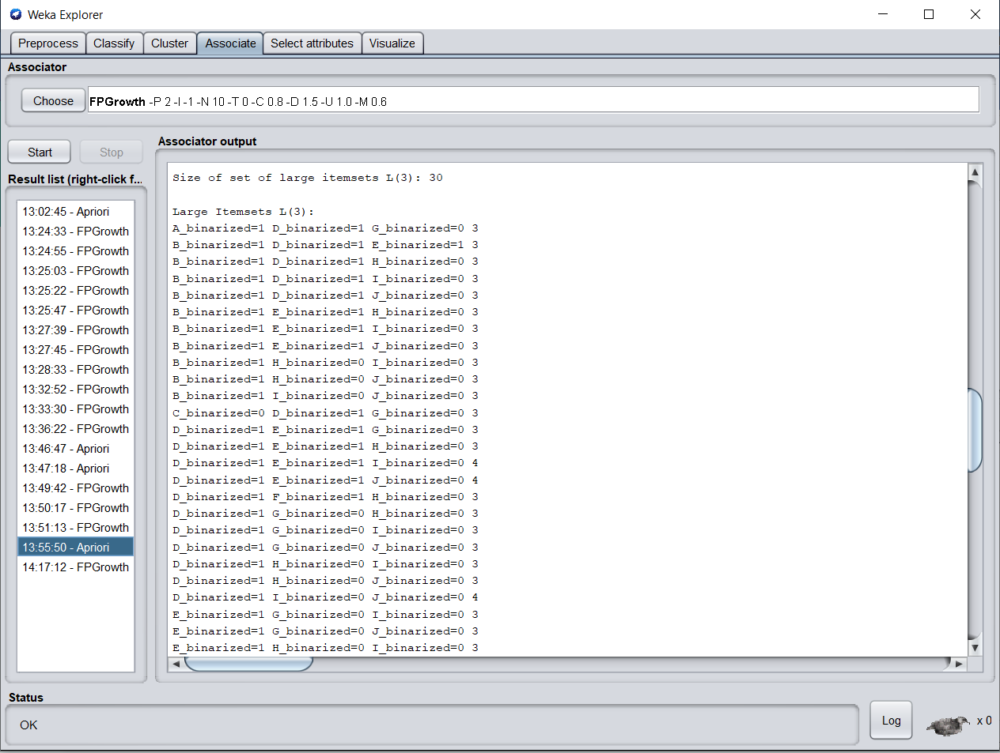 Weka Explorer
Preprocess Classify Cluster Associate Select attributes Visualize
Associator
Choose FPGrowth -P 2 -I -1 -N 10 -T 0 -C 0.8 -D 1.5 -U 1.0 -M 0.6
Start Stop
Result list (right-click f...
13:02:45 - Apriori
13:24:33 - FPGrowth
13:24:55 - FPGrowth
13:25:03 - FPGrowth
13:25:22 - FPGrowth
13:25:47 - FPGrowth
13:27:39 - FPGrowth
13:27:45 - FPGrowth
13:28:33 - FPGrowth
13:32:52 - FPGrowth
13:33:30 - FPGrowth
13:36:22 - FPGrowth
13:46:47 - Apriori
13:47:18 - Apriori
13:49:42 - FPGrowth
13:50:17 - FPGrowth
13:51:13 - FPGrowth
13:55:50 - Apriori
14:17:12 - FPGrowth
Associator output
Size of set of large itemsets L(3): 30
Large Itemsets L(3):
A_binarized=1 D_binarized=1 G_binarized=0 3
B_binarized=1 D_binarized=1 E_binarized=1 3
B_binarized=1 D_binarized=1 H_binarized=0 3
B_binarized=1 D_binarized=1 I_binarized=0 3
B_binarized=1 D_binarized=1 J_binarized=0 3
B_binarized=1 E_binarized=1 H_binarized=0 3
B_binarized=1 E_binarized=1 I_binarized=0 3
B_binarized=1 E_binarized=1 J_binarized=0 3
B_binarized=1 H_binarized=0 I_binarized=0 3
B_binarized=1 H_binarized=0 J_binarized=0 3
B_binarized=1 I_binarized=0 J_binarized=0 3
C_binarized=0 D_binarized=1 G_binarized=0 3
D_binarized=1 E_binarized=1 G_binarized=0 3
D_binarized=1 E_binarized=1 H_binarized=0 3
D_binarized=1 E_binarized=1 I_binarized=0 4
D_binarized=1 E_binarized=1 J_binarized=0 4
D_binarized=1 F_binarized=1 H_binarized=0 3
D_binarized=1 G_binarized=0 H_binarized=0 3
D_binarized=1 G_binarized=0 I_binarized=0 3
D_binarized=1 G_binarized=0 J_binarized=0 3
D_binarized=1 H_binarized=0 I_binarized=0 3
D_binarized=1 H_binarized=0 J_binarized=0 3
D_binarized=1 I_binarized=0 J_binarized=0 4
E_binarized=1 G_binarized=0 I_binarized=0 3
E_binarized=1 G_binarized=0 J_binarized=0 3
E_binarized=1 H_binarized=0 I_binarized=0 3
Status
OK
Log
x 0